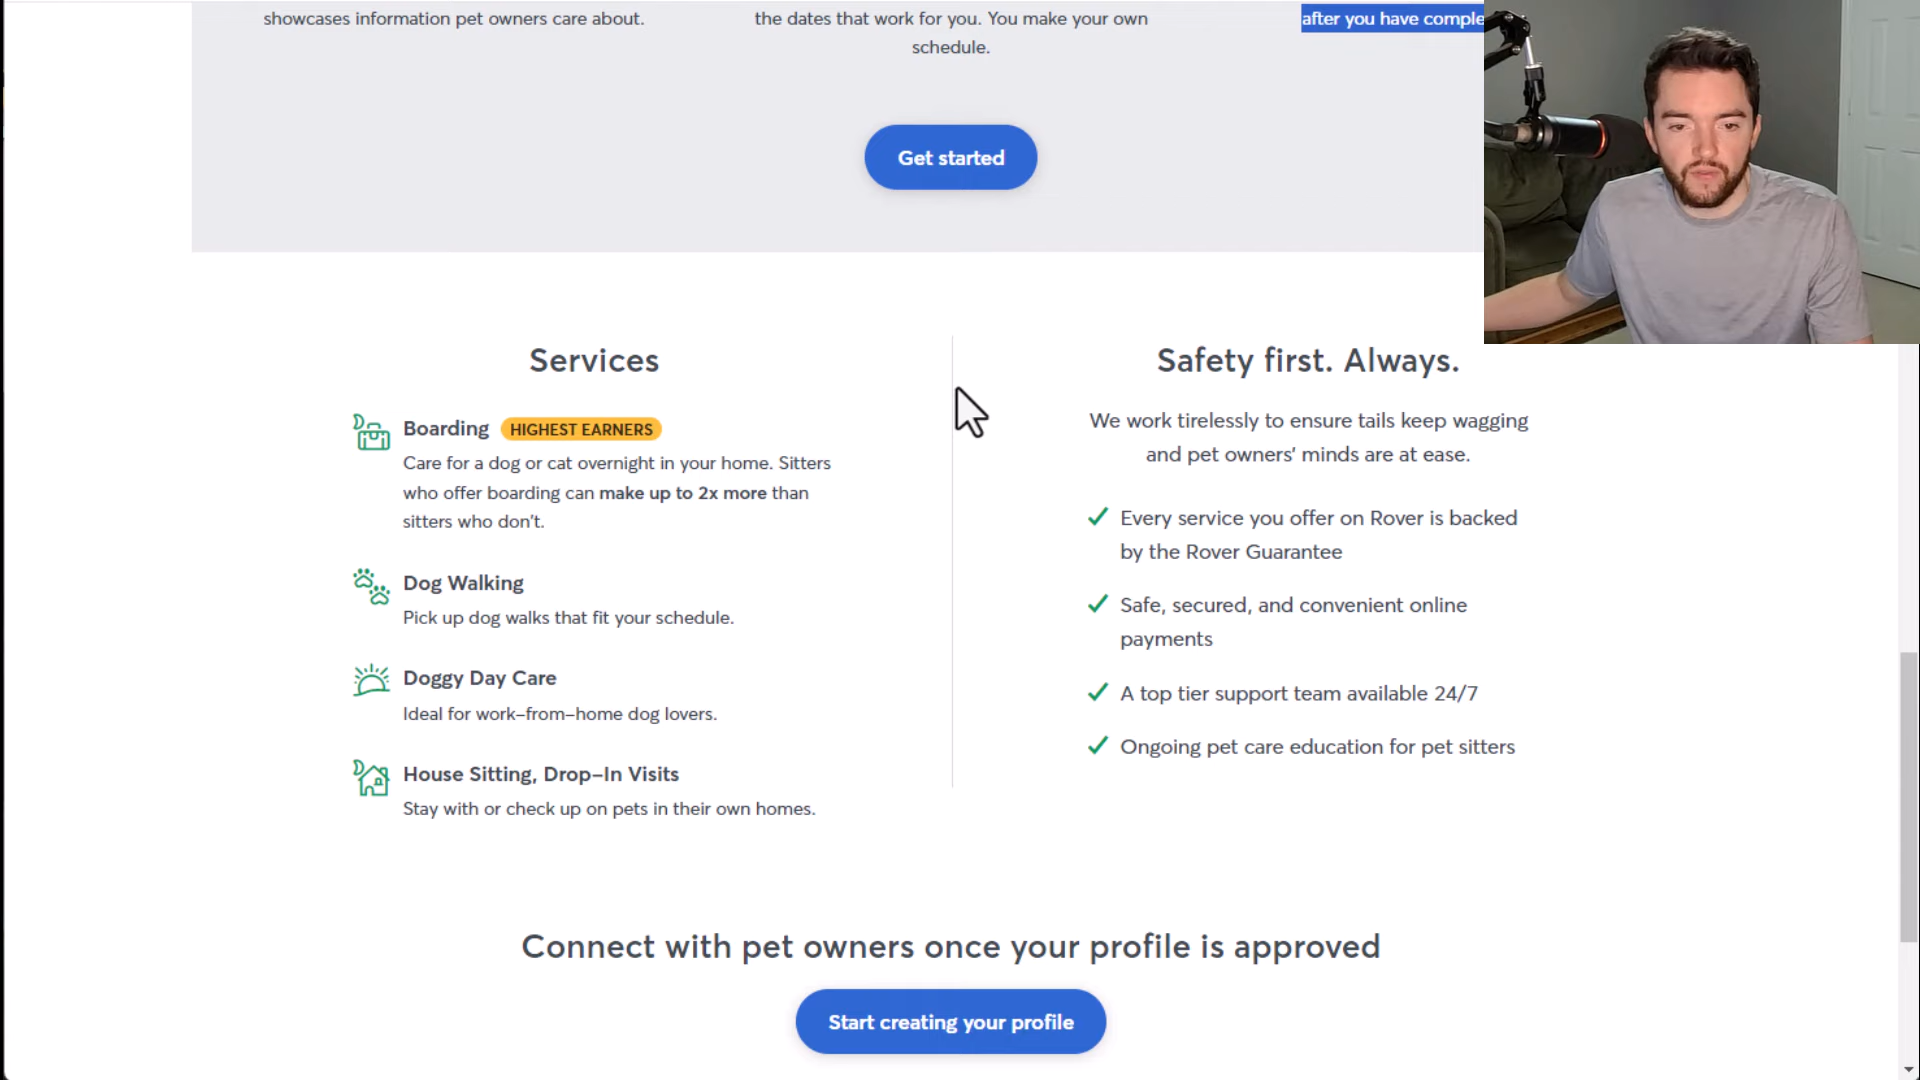 showcases information pet owners care about.
the dates that work for you. You make your own
schedule.
after you have comple
Get started
Services
Boarding HIGHEST EARNERS
Care for a dog or cat overnight in your home. Sitters
who offer boarding can make up to 2x more than
sitters who don't.
Dog Walking
Pick up dog walks that fit your schedule.
Doggy Day Care
Ideal for work-from-home dog lovers.
House Sitting, Drop-In Visits
Stay with or check up on pets in their own homes.
Safety first. Always.
We work tirelessly to ensure tails keep wagging
and pet owners' minds are at ease.
Every service you offer on Rover is backed
by the Rover Guarantee
Safe, secured, and convenient online
payments
A top tier support team available 24/7
Ongoing pet care education for pet sitters
Connect with pet owners once your profile is approved
Start creating your profile